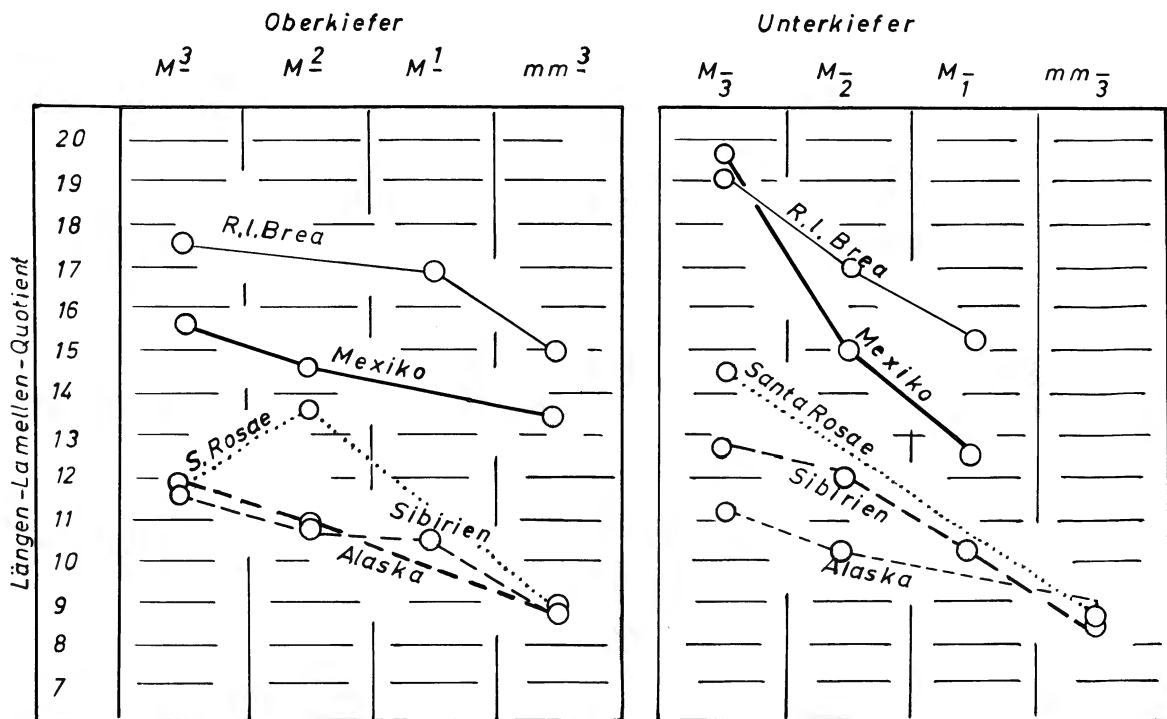 Oberkiefer
M3 M2 M1 mm3
Unterkiefer
M3 M2 M1 mm3
Längen-Lamellen-Quotient
20
19
18
17
16
15
14
13
12
11
10
9
8
7
R.l.Brea
Mexiko
S.Rosae
Sibirien
Alaska
R.l. Brea
Mexiko
Santa Rosae
Sibirien
Alaska